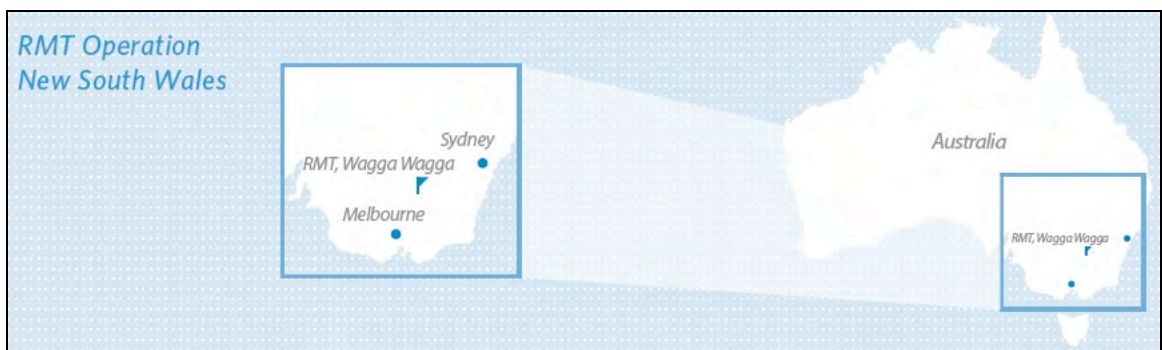 RMT Operation
New South Wales
Sydney
RMT, Wagga Wagga
Melbourne
Australia
RMT, Wagga Wagga